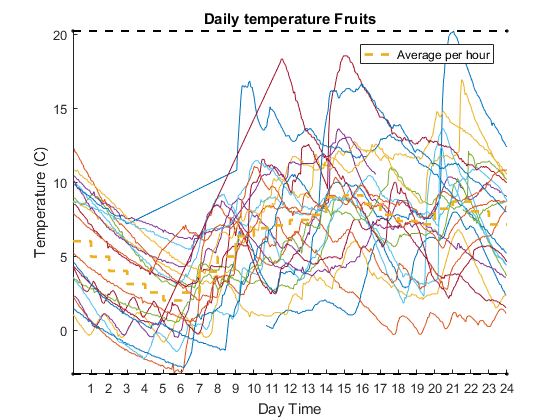 Daily temperature Fruits
Average per hour
Temperature (C)
20
15
10
5
0
1 2 3 4 5 6 7 8 9 10 11 12 13 14 15 16 17 18 19 20 21 22 23 24
Day Time